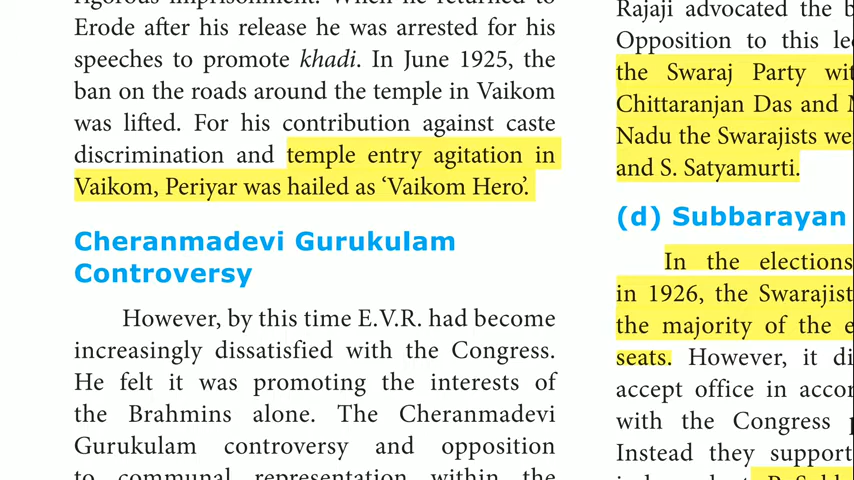 rigorous imprisonment. When he returned to
Erode after his release he was arrested for his
speeches to promote khadi. In June 1925, the
ban on the roads around the temple in Vaikom
was lifted. For his contribution against caste
discrimination and temple entry agitation in
Vaikom, Periyar was hailed as ‘Vaikom Hero’.
Cheranmadevi Gurukulam
Controversy
However, by this time E.V.R. had become
increasingly dissatisfied with the Congress.
He felt it was promoting the interests of
the Brahmins alone. The Cheranmadevi
Gurukulam controversy and opposition
to communal representation within the
Rajaji advocated the
Opposition to this
the Swaraj Party
Chittaranjan Das and
Nadu the Swarajists
and S. Satyamurti.
(d) Subbarayan
In the elections
in 1926, the Swarajist
the majority of the
seats. However, it
accept office in
with the Congress
Instead they